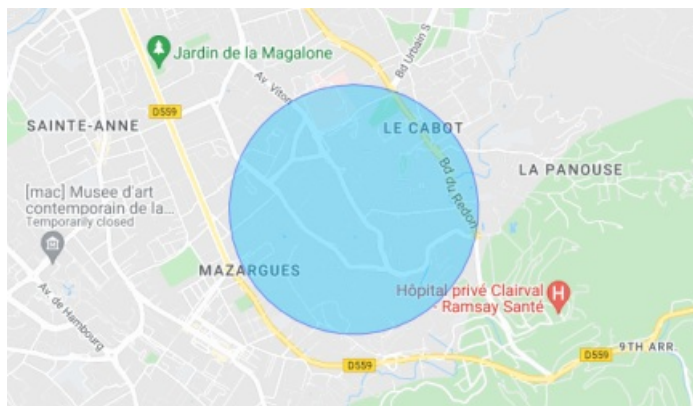 Jardin de la Magalone
Bd Urbain S
Av. Viton
D559
SAINTE-ANNE
LE CABOT
LA PANOUSE
[mac] Musee d'art
contemporain de la...
Temporarily closed
Bd du Redon
MAZARGUES
Av. de Hambourg
Hôpital privé Clairval
- Ramsay Santé
H
9TH ARR.
D559
D559